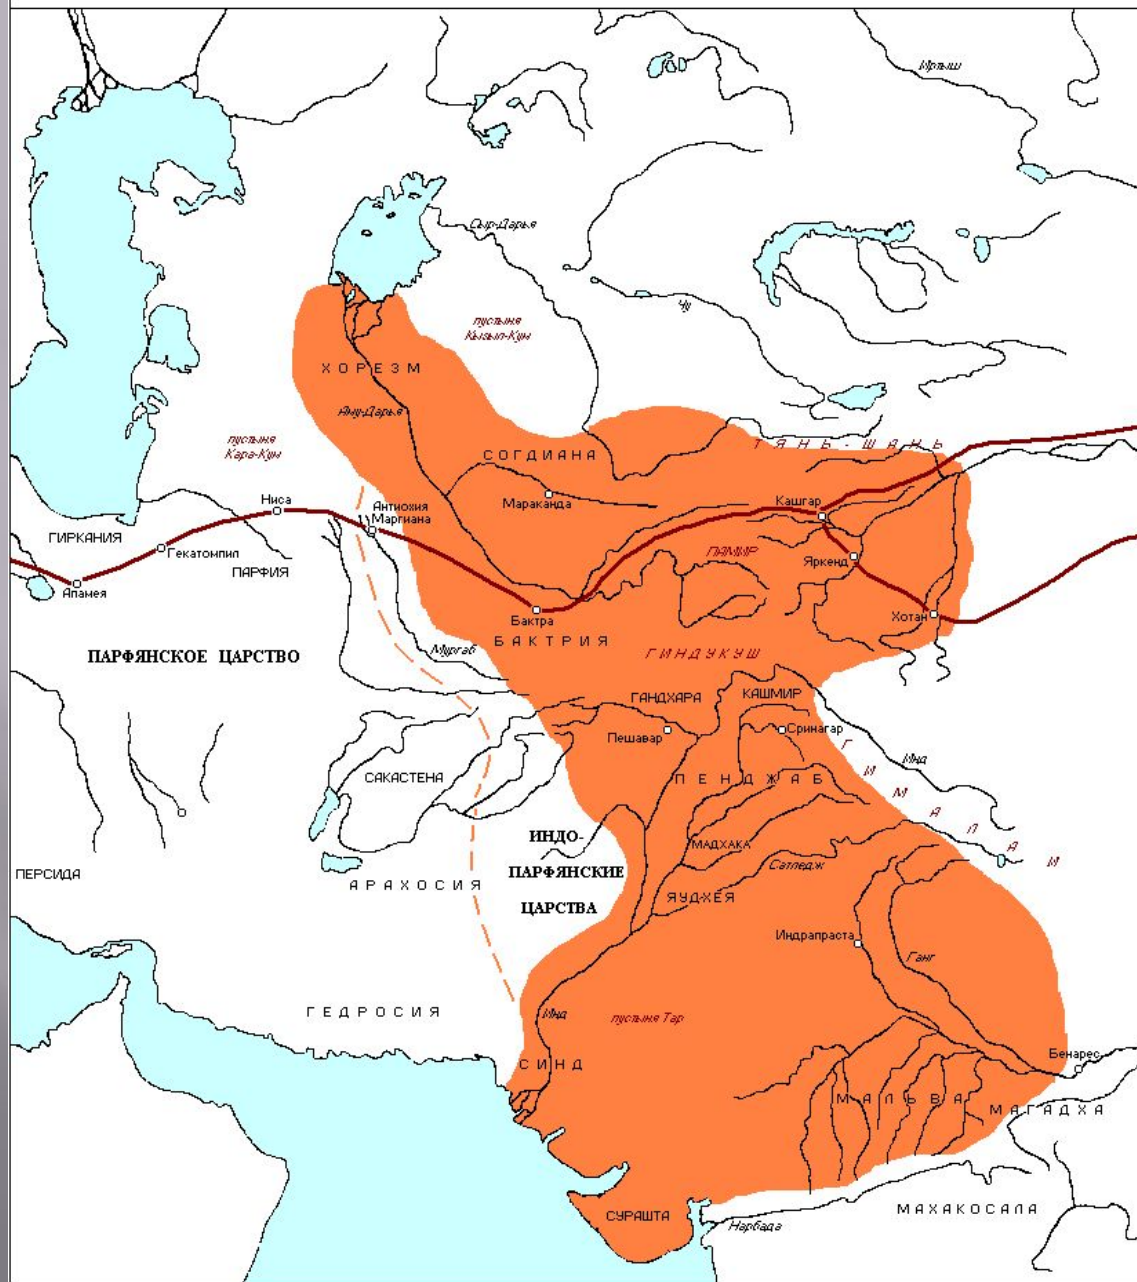 Иртыш
Сыр-Дарья
Чу
пустыня
Кызыл-Кум
ХОРЕЗМ
Аму-Дарья
пустыня
Кара-Кум
СОГДИАНА
ТЯНЬ-ШАНЬ
Ниса
Антиохия
Маргиана
Мараканда
Кашгар
ГИРКАНИЯ
Гекатомпил
ПАРФИЯ
ПАМИР
Яркенд
Апамея
Бактра
Хотан
БАКТРИЯ
ПАРФЯНСКОЕ ЦАРСТВО
Мургаб
ГИНДУКУШ
ГАНДХАРА
КАШМИР
Пешавар
Сринагар
Инд
ГИМАЛАИ
САКАСТЕНА
ПЕНДЖАБ
ИНДО-
ПАРФЯНСКИЕ
ЦАРСТВА
МАДХАКА
Сатледж
ПЕРСИДА
АРАХОСИЯ
ЯУДХЕЯ
Индрапраста
Ганг
ГЕДРОСИЯ
Инд
пустыня Тар
СИНД
Бенарес
МАЛЬВА
МАГАДХА
СУРАШТА
Нарбада
МАХАКОСАЛА